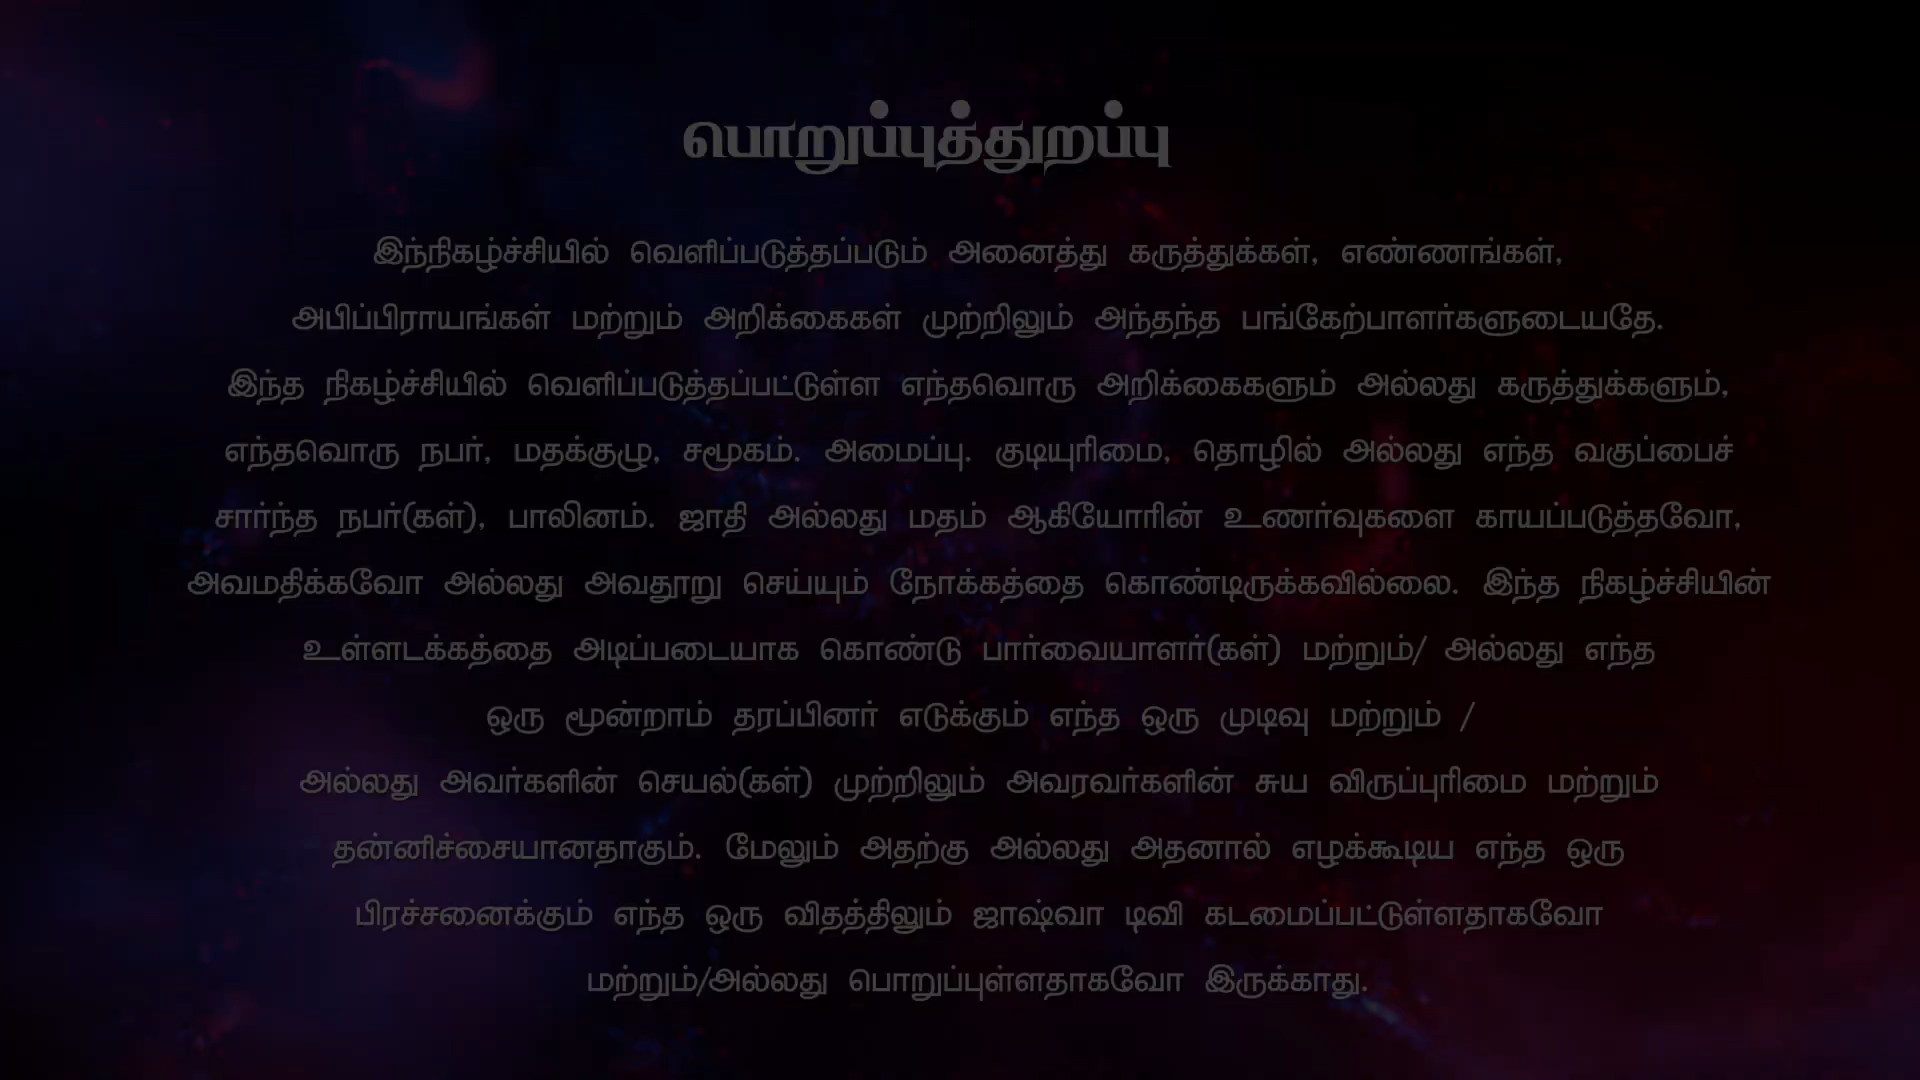 பொறுப்புத்துறப்பு
இந்நிகழ்ச்சியில் வெளிப்படுத்தப்படும் அனைத்து கருத்துக்கள், எண்ணங்கள்,
அபிப்பிராயங்கள் மற்றும் அறிக்கைகள் முற்றிலும் அந்தந்த பங்கேற்பாளர்களுடையதே.
இந்த நிகழ்ச்சியில் வெளிப்படுத்தப்பட்டுள்ள எந்தவொரு அறிக்கைகளும் அல்லது கருத்துக்களும்,
எந்தவொரு நபர், மதக்குழு, சமூகம். அமைப்பு. குடியுரிமை, தொழில் அல்லது எந்த வகுப்பைச்
சார்ந்த நபர்(கள்), பாலினம். ஜாதி அல்லது மதம் ஆகியோரின் உணர்வுகளை காயப்படுத்தவோ,
அவமதிக்கவோ அல்லது அவதூறு செய்யும் நோக்கத்தை கொண்டிருக்கவில்லை. இந்த நிகழ்ச்சியின்
உள்ளடக்கத்தை அடிப்படையாக கொண்டு பார்வையாளர்(கள்) மற்றும்/ அல்லது எந்த
ஒரு மூன்றாம் தரப்பினர் எடுக்கும் எந்த ஒரு முடிவு மற்றும் /
அல்லது அவர்களின் செயல்(கள்) முற்றிலும் அவரவர்களின் சுய விருப்புரிமை மற்றும்
தன்னிச்சையானதாகும். மேலும் அதற்கு அல்லது அதனால் எழக்கூடிய எந்த ஒரு
பிரச்சனைக்கும் எந்த ஒரு விதத்திலும் ஜாஷ்வா டிவி கடமைப்பட்டுள்ளதாகவோ
மற்றும்/அல்லது பொறுப்புள்ளதாகவோ இருக்காது.